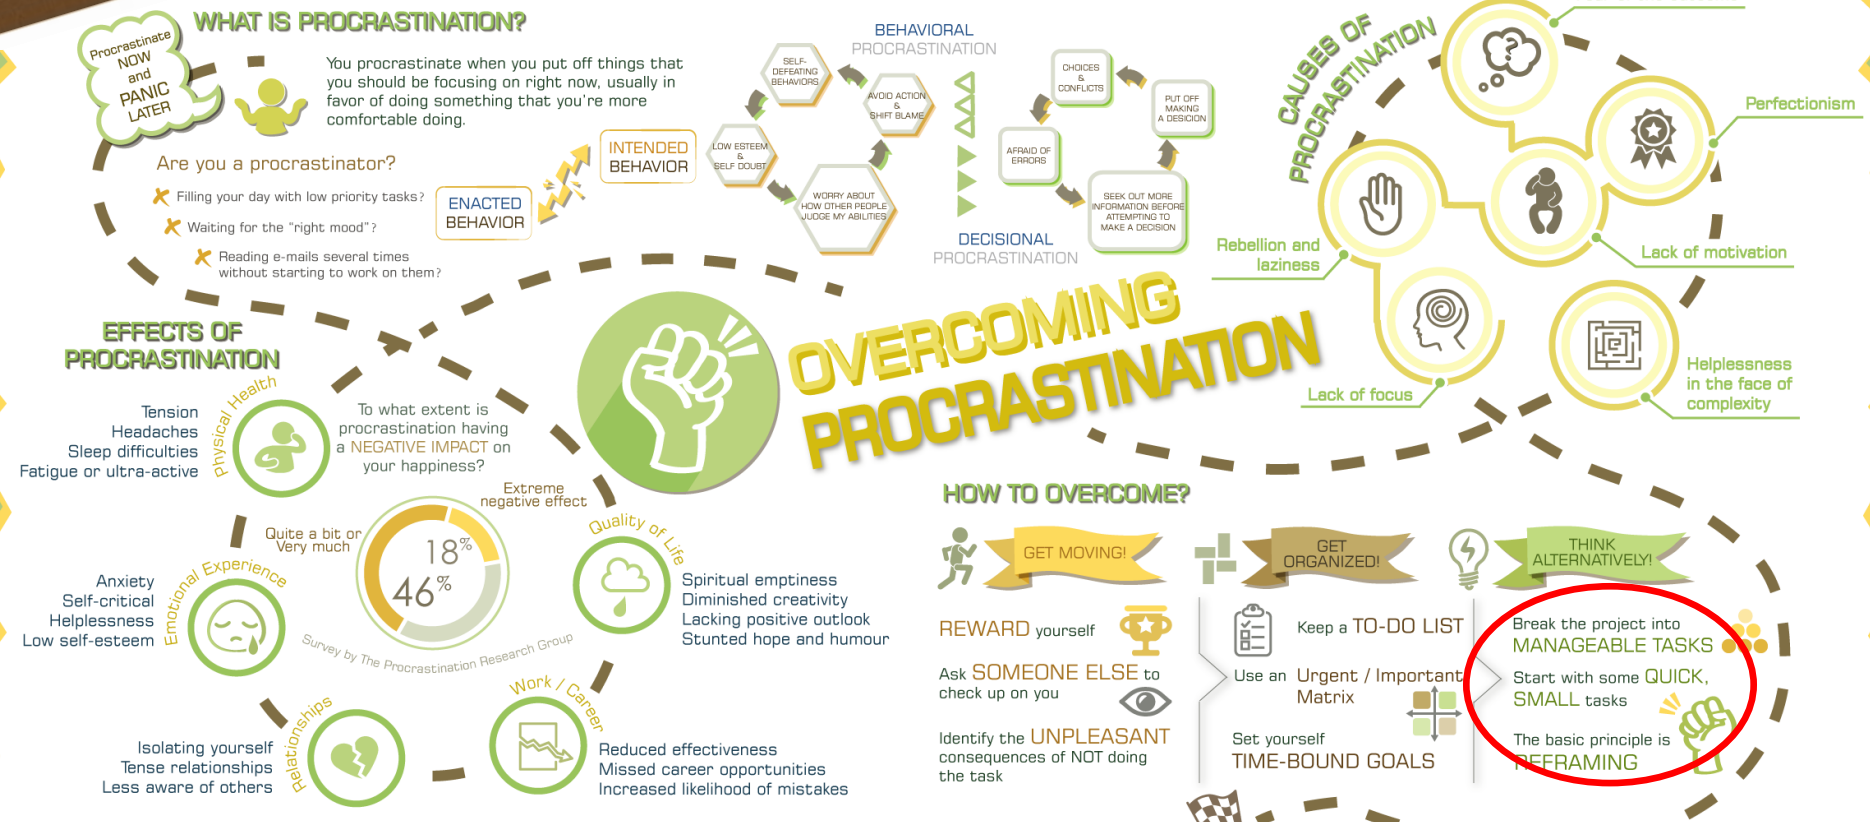 WHAT IS PROCRASTINATION?
Procrastinate
NOW
and
PANIC
LATER
You procrastinate when you put off things that
you should be focusing on right now, usually in
favor of doing something that you're more
comfortable doing.
Are you a procrastinator?
Filling your day with low priority tasks?
Waiting for the "right mood"?
Reading e-mails several times
without starting to work on them?
ENACTED
BEHAVIOR
INTENDED
BEHAVIOR
BEHAVIORAL
PROCRASTINATION
SELF-
DEFEATING
BEHAVIORS
AVOID ACTION
&
SHIFT BLAME
LOW ESTEEM
&
SELF DOUBT
WORRY ABOUT
HOW OTHER PEOPLE
JUDGE MY ABILITIES
DECISIONAL
PROCRASTINATION
CHOICES
&
CONFLICTS
PUT OFF
MAKING
A DESICION
AFRAID OF
ERRORS
SEEK OUT MORE
INFORMATION BEFORE
ATTEMPTING TO
MAKE A DECISION
CAUSES OF
PROCRASTINATION
Perfectionism
Rebellion and
laziness
Lack of motivation
Lack of focus
Helplessness
in the face of
complexity
OVERCOMING
PROCRASTINATION
EFFECTS OF
PROCRASTINATION
Physical Health
Tension
Headaches
Sleep difficulties
Fatigue or ultra-active
To what extent is
procrastination having
a NEGATIVE IMPACT on
your happiness?
Extreme
negative effect
Quite a bit or
Very much
18%
46%
Survey by The Procrastination Research Group
Emotional Experience
Anxiety
Self-critical
Helplessness
Low self-esteem
Quality of Life
Spiritual emptiness
Diminished creativity
Lacking positive outlook
Stunted hope and humour
Relationships
Isolating yourself
Tense relationships
Less aware of others
Work / Career
Reduced effectiveness
Missed career opportunities
Increased likelihood of mistakes
HOW TO OVERCOME?
GET MOVING!
REWARD yourself
Ask SOMEONE ELSE to
check up on you
Identify the UNPLEASANT
consequences of NOT doing
the task
GET
ORGANIZED!
Keep a TO-DO LIST
Use an Urgent / Important
Matrix
Set yourself
TIME-BOUND GOALS
THINK
ALTERNATIVELY!
Break the project into
MANAGEABLE TASKS
Start with some QUICK,
SMALL tasks
The basic principle is
REFRAMING